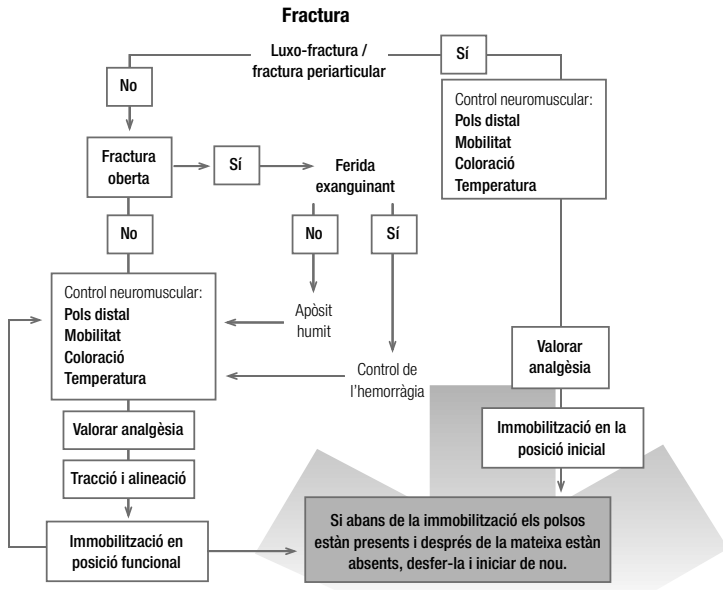 Fractura
Luxo-fractura /
fractura periarticular
Sí
No
Control neuromuscular:
Pols distal
Mobilitat
Coloració
Temperatura
Fractura
oberta
Sí
Ferida
exanguinant
No
No
Sí
Control neuromuscular:
Pols distal
Mobilitat
Coloració
Temperatura
Apòsit
humit
Control de
l'hemorràgia
Valorar
analgèsia
Valorar analgèsia
Immobilització en la
posició inicial
Tracció i alineació
Immobilització en
posició funcional
Si abans de la immobilització els polsos
estàn presents i després de la mateixa estàn
absents, desfer-la i iniciar de nou.